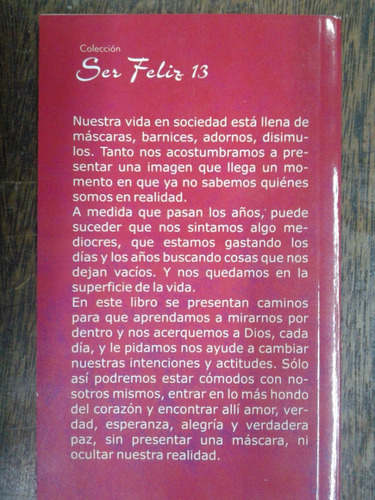 Colección
Ser Feliz 13
Nuestra vida en sociedad está llena de
máscaras, barnices, adornos, disimu-
los. Tanto nos acostumbramos a pre-
sentar una imagen que llega un mo-
mento en que ya no sabemos quiénes
somos en realidad.
A medida que pasan los años, puede
suceder que nos sintamos algo me-
diocres, que estamos gastando los
días y los años buscando cosas que nos
dejan vacíos. Y nos quedamos en la
superficie de la vida.
En este libro se presentan caminos
para que aprendamos a mirarnos por
dentro y nos acerquemos a Dios, cada
día, y le pidamos nos ayude a cambiar
nuestras intenciones y actitudes. Sólo
así podremos estar cómodos con no-
sotros mismos, entrar en lo más hondo
del corazón y encontrar allí amor, ver-
dad, esperanza, alegría y verdadera
paz, sin presentar una máscara, ni
ocultar nuestra realidad.